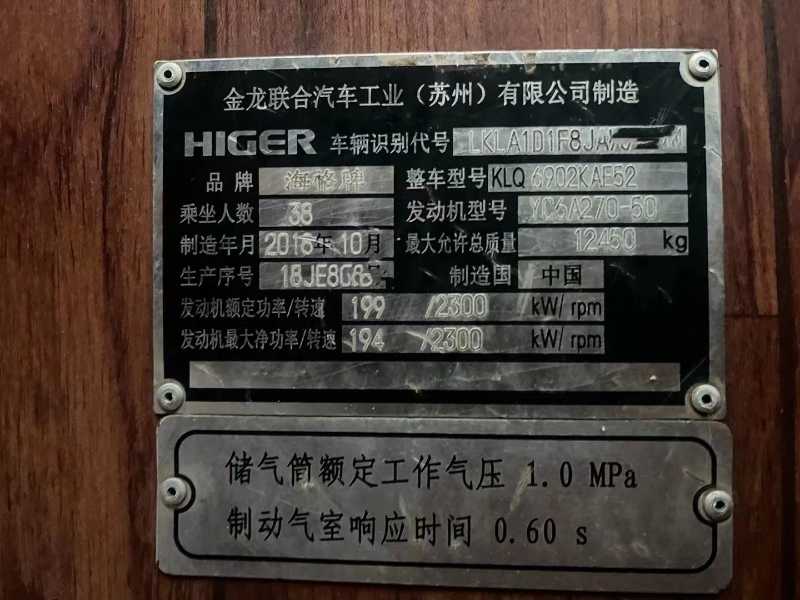 金龙联合汽车工业（苏州）有限公司制造
HIGER 车辆识别代号 LKLA1D1F8JA
品牌 海格牌 整车型号 KLQ 6902KAE52
乘坐人数 38 发动机型号 YC6A270-50
制造年月 2018年10月 最大允许总质量 12450 kg
生产序号 18JE8G8 制造国 中国
发动机额定功率/转速 199 /2300 kW/rpm
发动机最大净功率/转速 194 /2300 kW/rpm
储气筒额定工作气压 1.0 MPa
制动气室响应时间 0.60 s